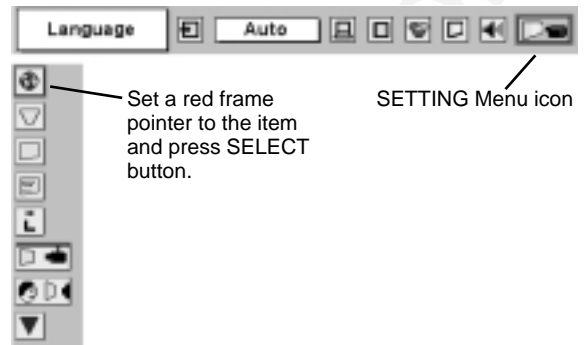 Language
Auto
Set a red frame
pointer to the item
and press SELECT
button.
SETTING Menu icon